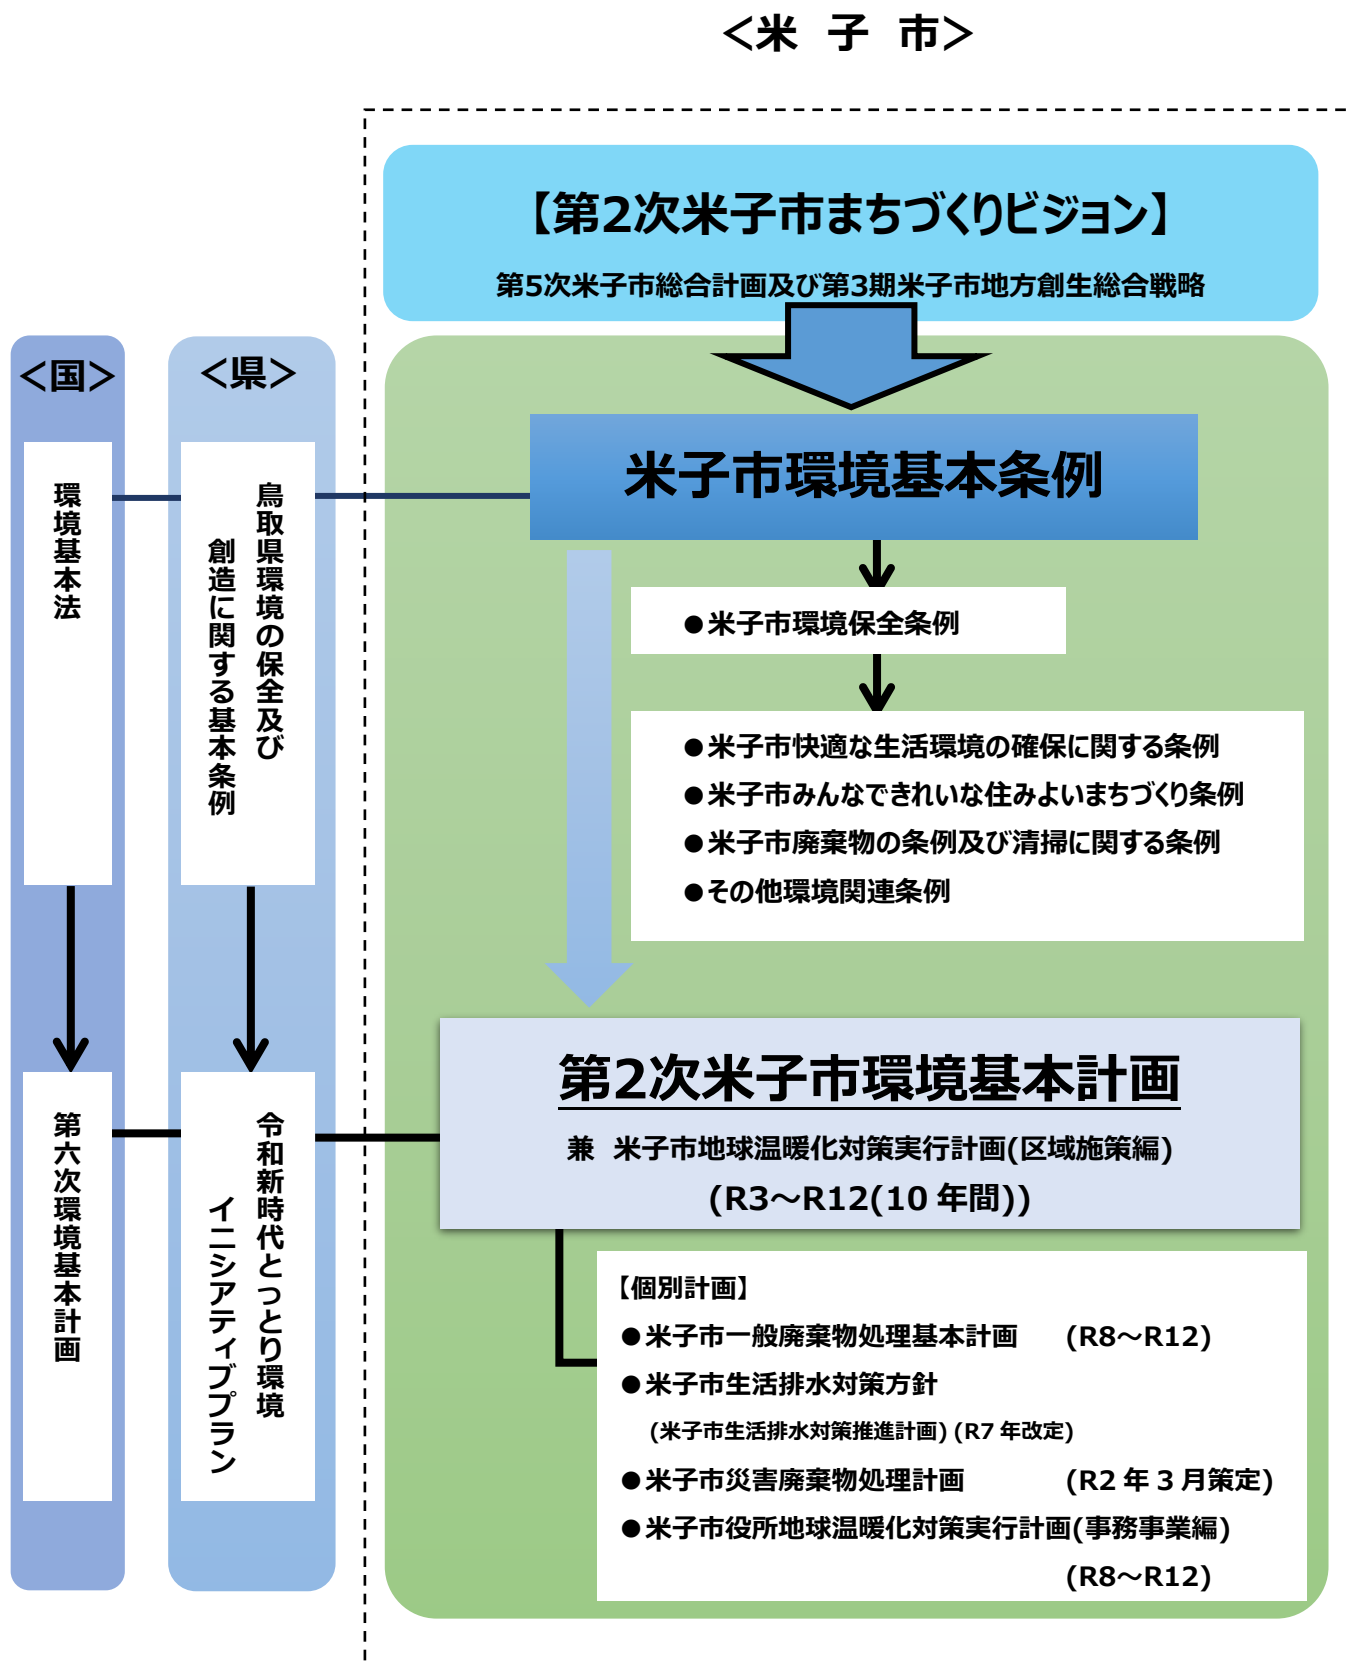 ＜米 子 市＞
【第2次米子市まちづくりビジョン】
第5次米子市総合計画及び第3期米子市地方創生総合戦略
＜国＞
環境基本法
第六次環境基本計画
＜県＞
鳥取県環境の保全及び
創造に関する基本条例
令和新時代とっとり環境
イニシアティブプラン
米子市環境基本条例
●米子市環境保全条例
●米子市快適な生活環境の確保に関する条例
●米子市みんなできれいな住みよいまちづくり条例
●米子市廃棄物の条例及び清掃に関する条例
●その他環境関連条例
第2次米子市環境基本計画
兼 米子市地球温暖化対策実行計画(区域施策編)
(R3～R12(10 年間))
【個別計画】
●米子市一般廃棄物処理基本計画 (R8～R12)
●米子市生活排水対策方針
(米子市生活排水対策推進計画) (R7 年改定)
●米子市災害廃棄物処理計画 (R2 年 3 月策定)
●米子市役所地球温暖化対策実行計画(事務事業編)
(R8～R12)